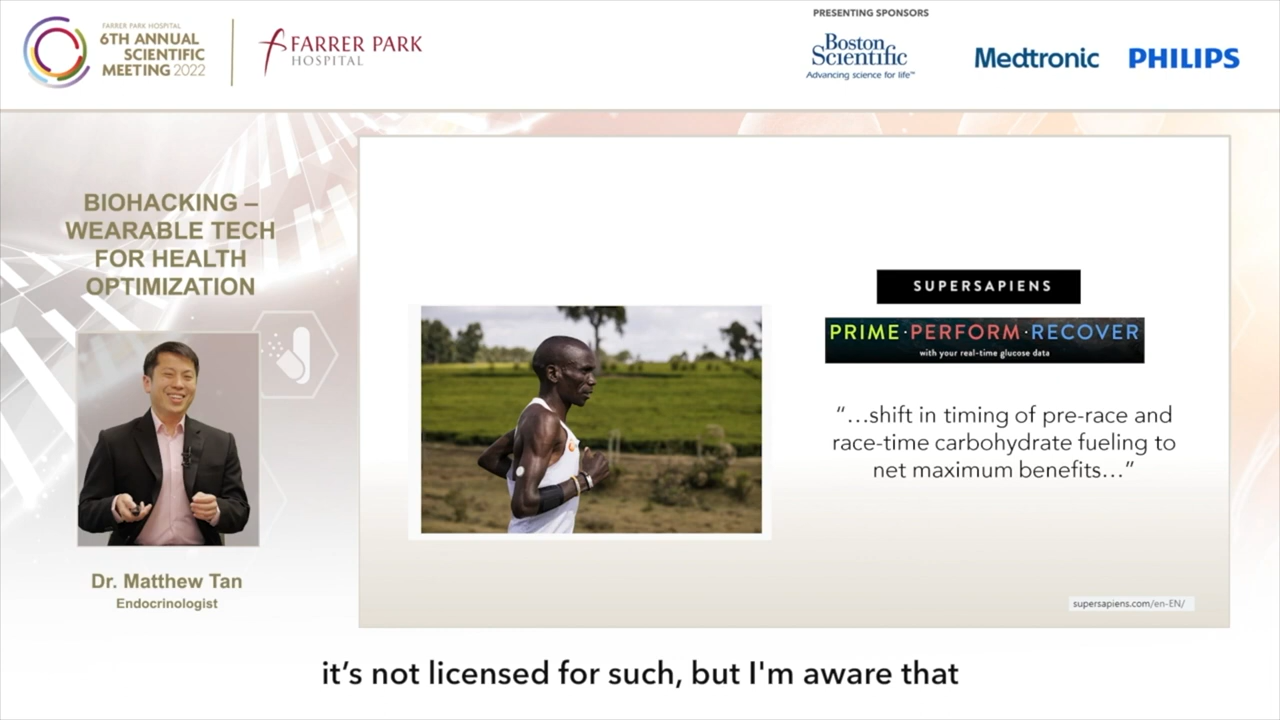 FARRER PARK HOSPITAL
6TH ANNUAL
SCIENTIFIC
MEETING 2022
FARRER PARK
HOSPITAL
PRESENTING SPONSORS
Boston
Scientific
Advancing science for life™
Medtronic
PHILIPS
BIOHACKING –
WEARABLE TECH
FOR HEALTH
OPTIMIZATION
Dr. Matthew Tan
Endocrinologist
SUPERSAPIENS
PRIME·PERFORM·RECOVER
with your real-time glucose data
“…shift in timing of pre-race and
race-time carbohydrate fueling to
net maximum benefits…”
supersapiens.com/en-EN/
it’s not licensed for such, but I'm aware that